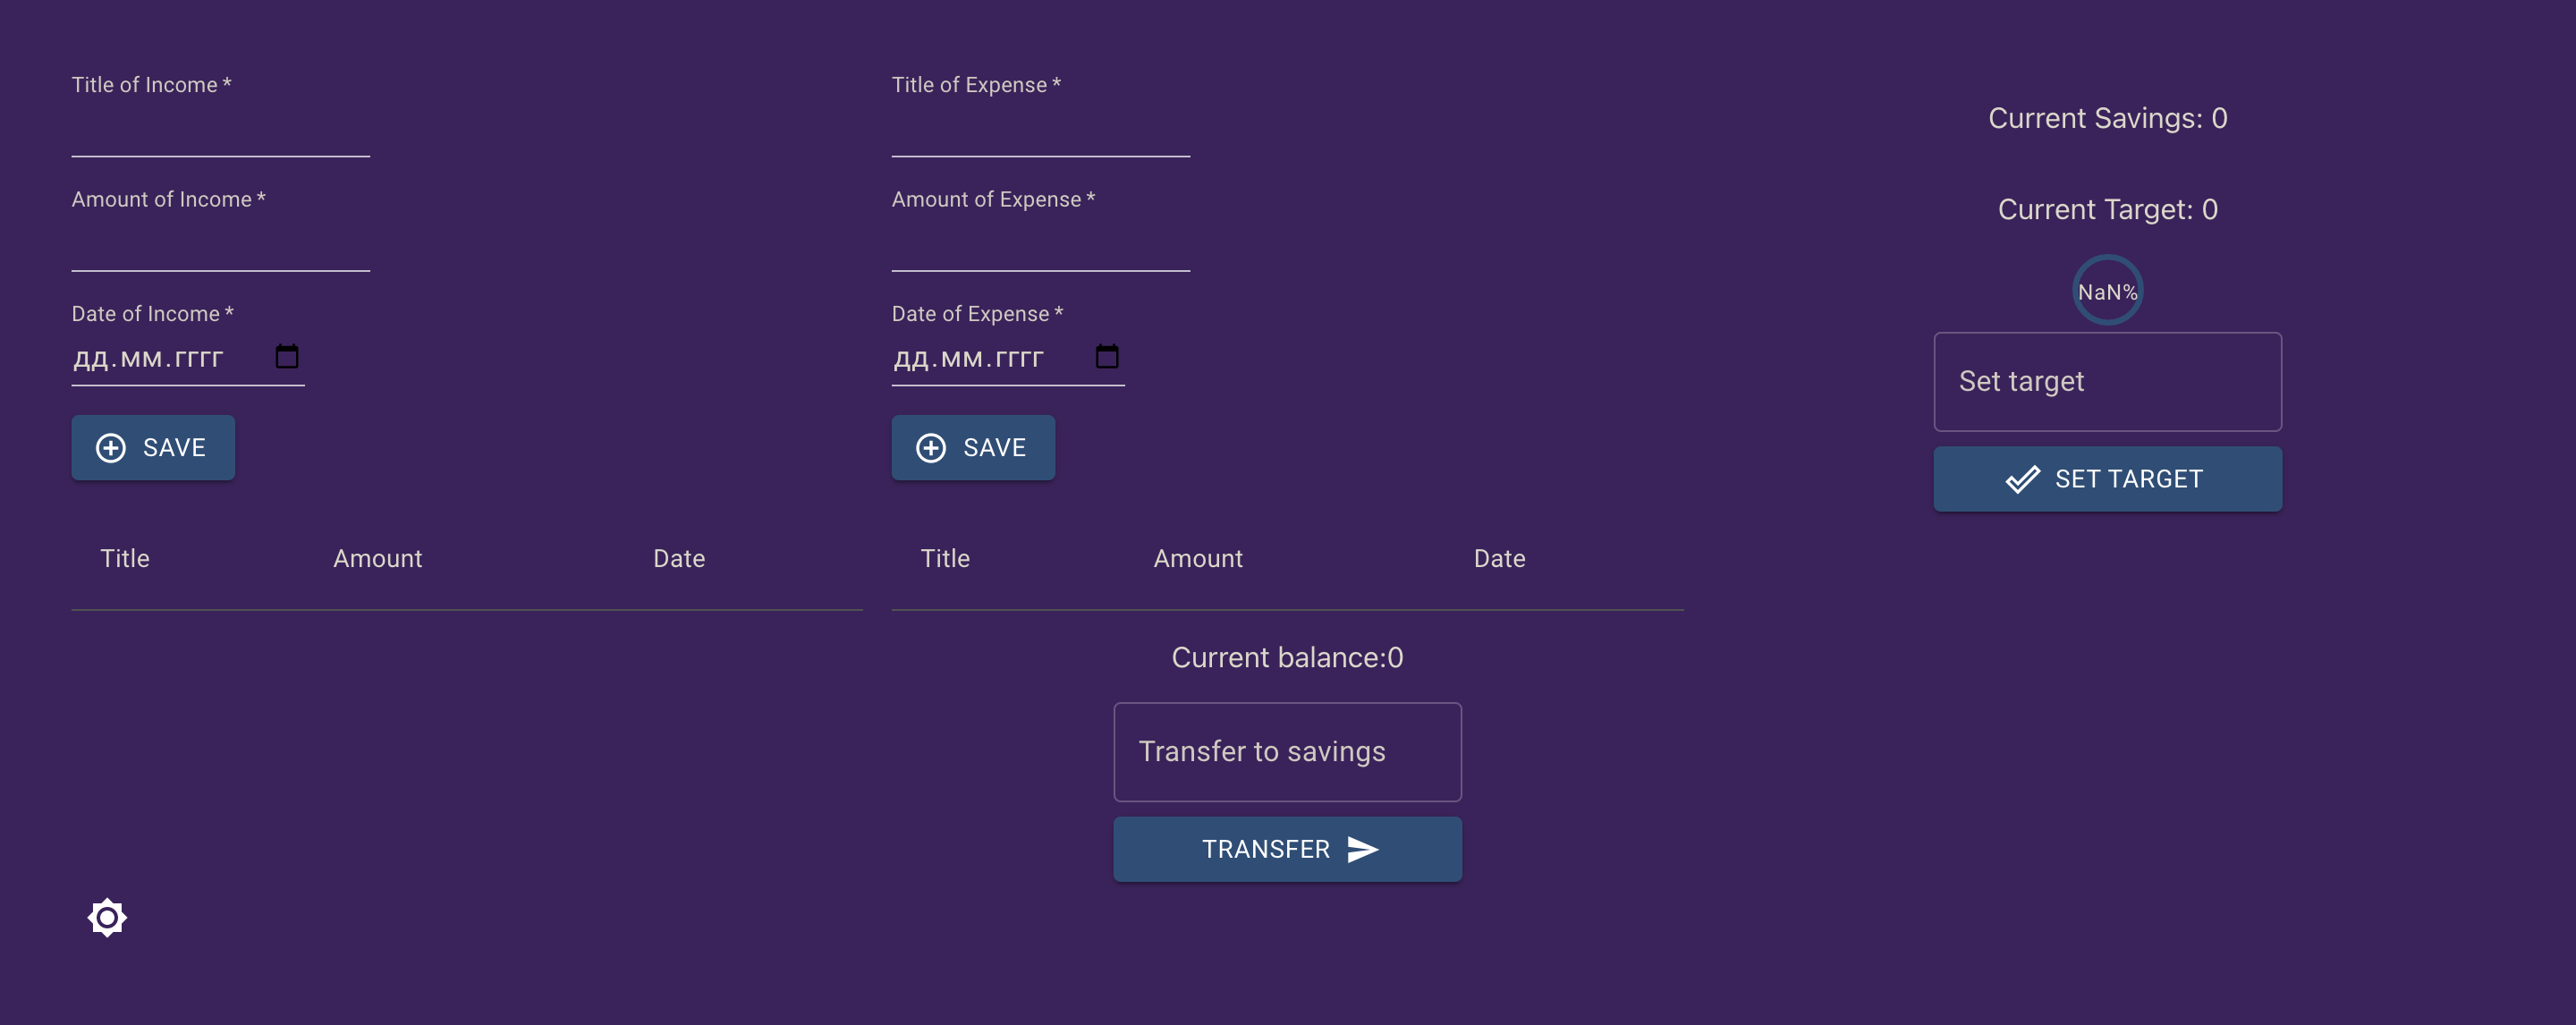 Title of Income *
Amount of Income *
Date of Income *
дд.мм.гггг
SAVE
Title Amount Date
Title of Expense *
Amount of Expense *
Date of Expense *
дд.мм.гггг
SAVE
Title Amount Date
Current balance:0
Transfer to savings
TRANSFER
Current Savings: 0
Current Target: 0
NaN%
Set target
SET TARGET